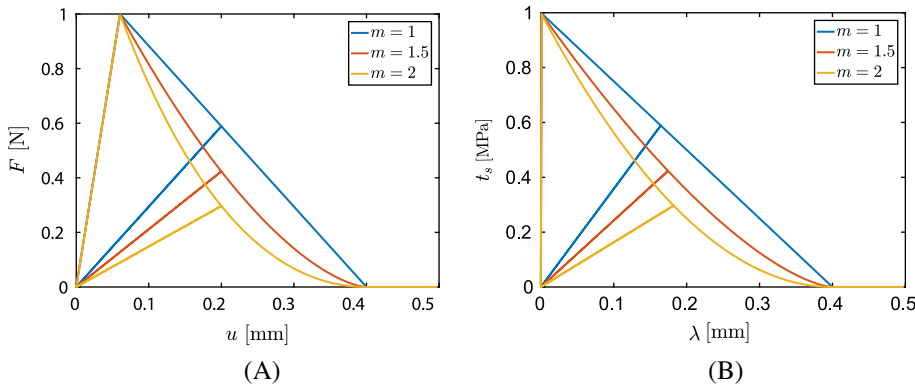 1
0.8
0.6
0.4
0.2
0
F [N]
0 0.1 0.2 0.3 0.4 0.5
u [mm]
m = 1
m = 1.5
m = 2
(A)
1
0.8
0.6
0.4
0.2
0
t_s [MPa]
0 0.1 0.2 0.3 0.4 0.5
λ [mm]
m = 1
m = 1.5
m = 2
(B)